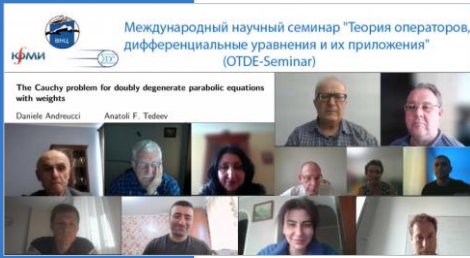 Международный научный семинар "Теория операторов,
дифференциальные уравнения и их приложения"
(OTDE-Seminar)
ВНЦ
The Cauchy problem for doubly degenerate parabolic equations
with weights
Daniele Andreucci Anatoli F. Tedeev